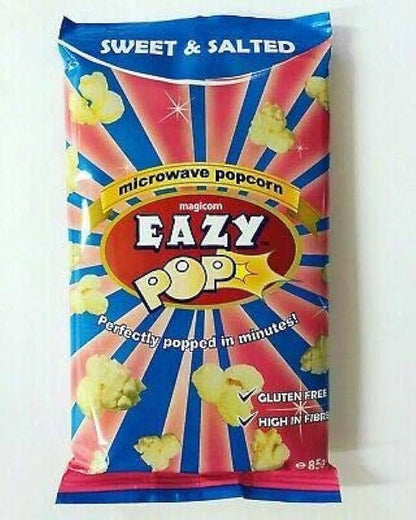 SWEET & SALTED
microwave popcorn
magicorn
EAZY
POP
Perfectly popped in minutes!
✓ GLUTEN FREE
✓ HIGH IN FIBRE
℮ 85g